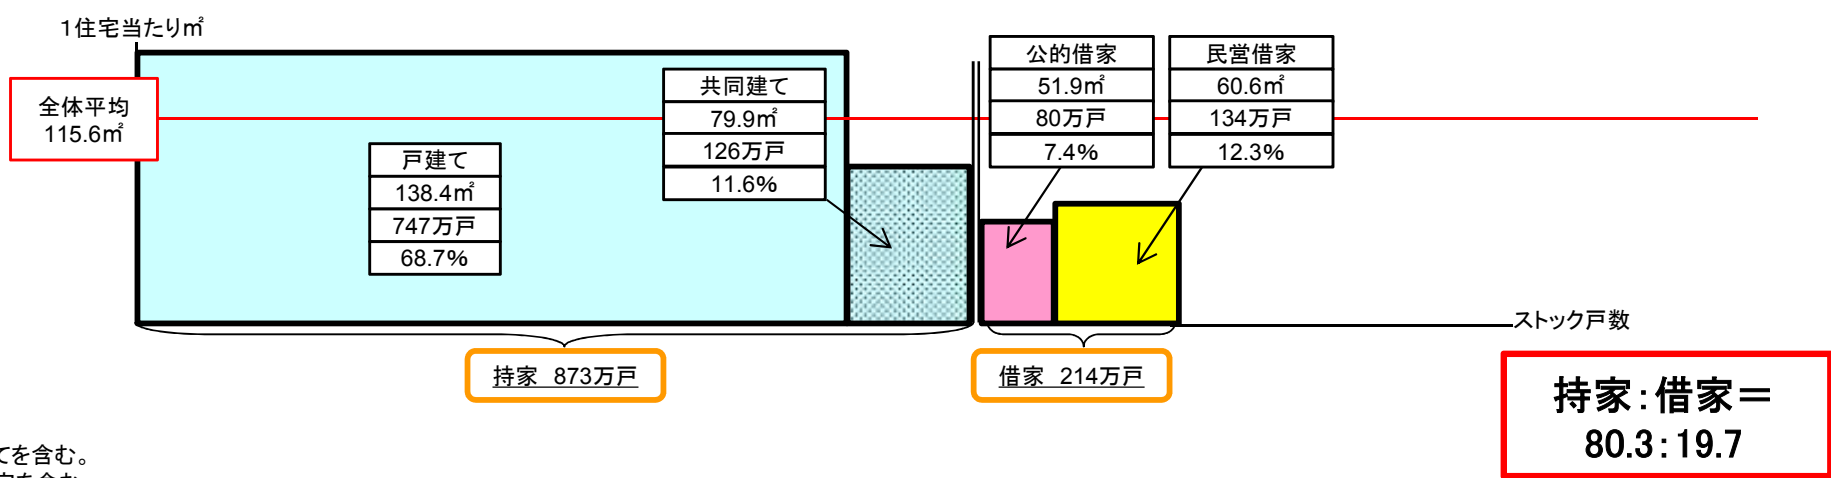 1住宅当たり㎡
全体平均
115.6㎡
戸建て
138.4㎡
747万戸
68.7%
共同建て
79.9㎡
126万戸
11.6%
公的借家
51.9㎡
80万戸
7.4%
民営借家
60.6㎡
134万戸
12.3%
ストック戸数
持家 873万戸
借家 214万戸
持家：借家＝
80.3：19.7
てを含む。